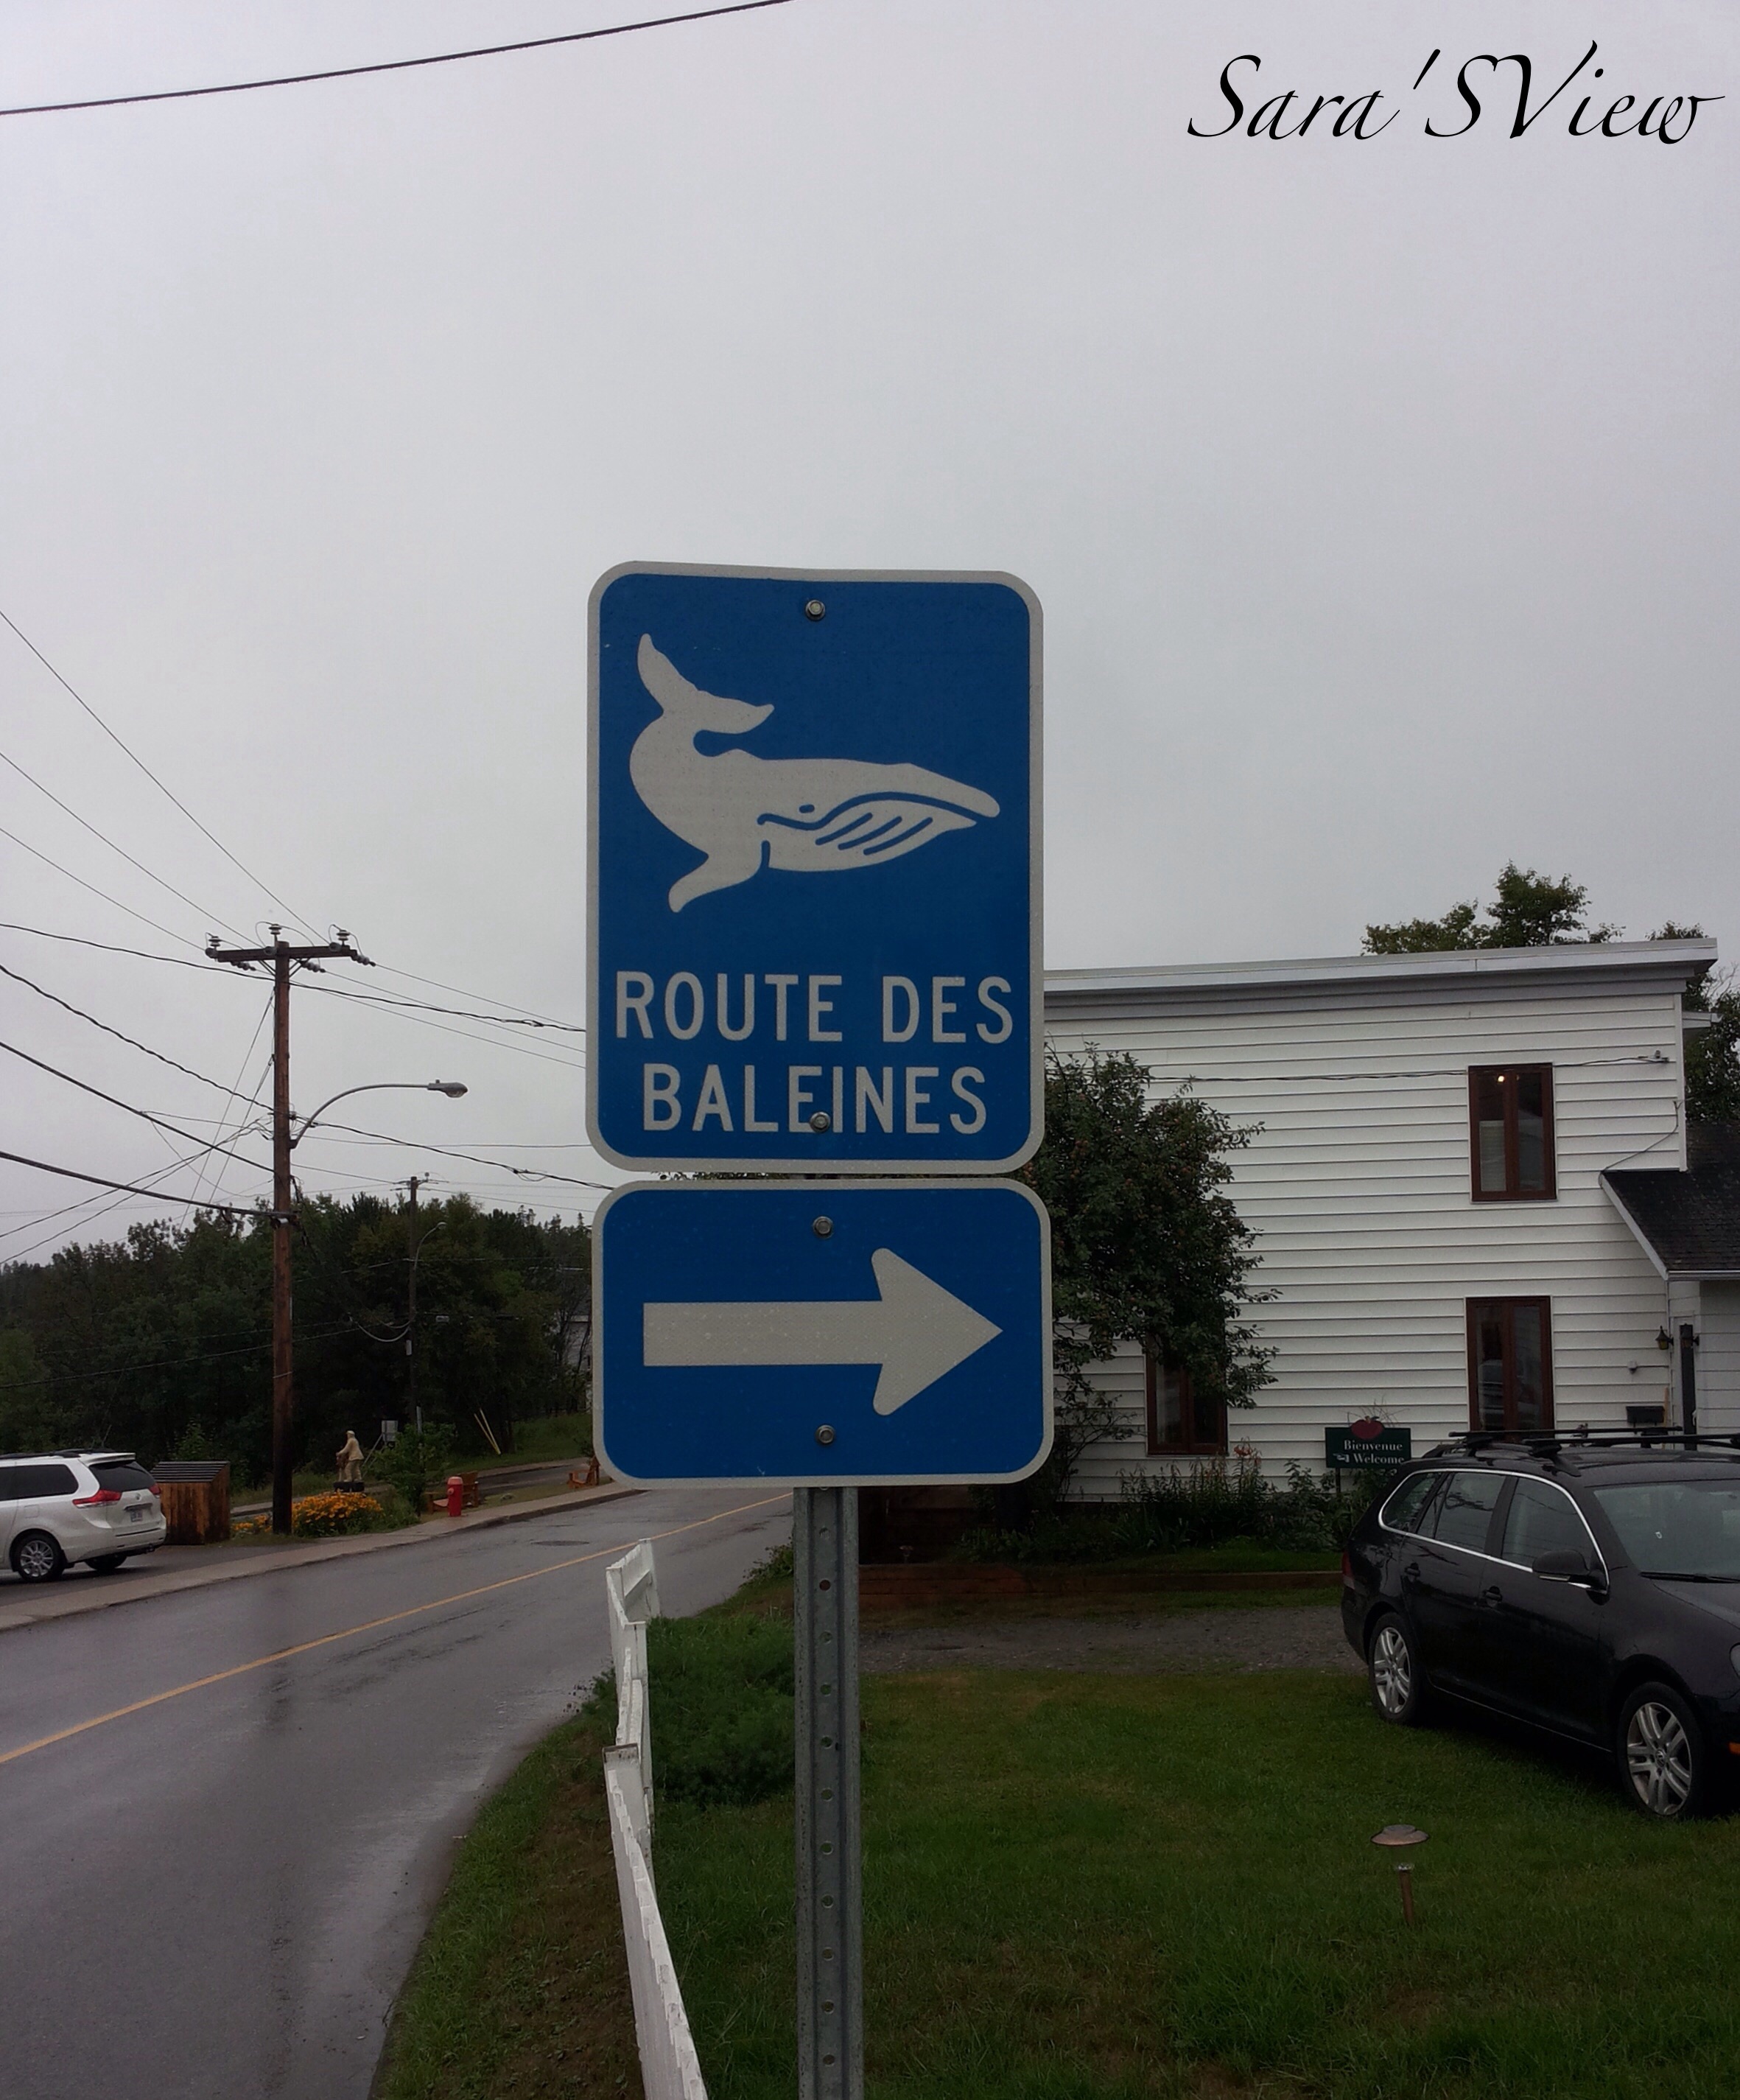 Sara'SView
ROUTE DES
BALEINES
Bienvenue
Welcome